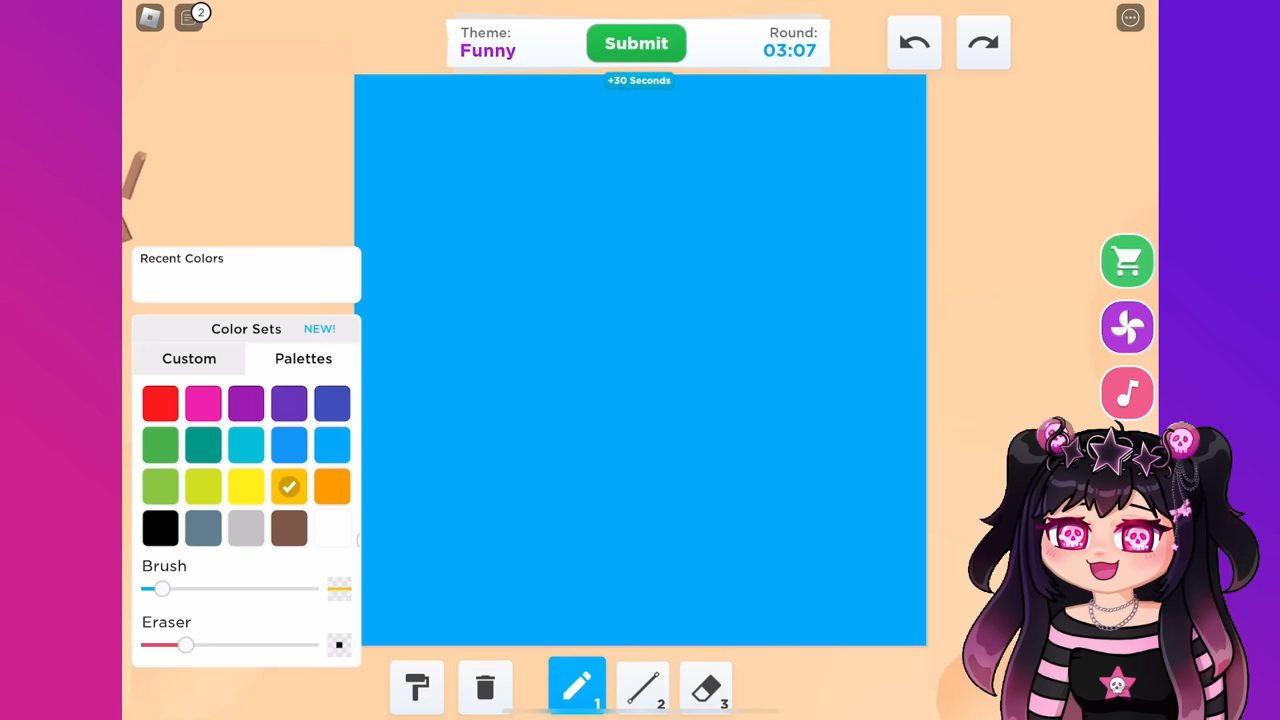 2
Theme:
Funny
Submit
Round:
03:07
+30 Seconds
Recent Colors
Color Sets NEW!
Custom Palettes
Brush
Eraser
1 2 3